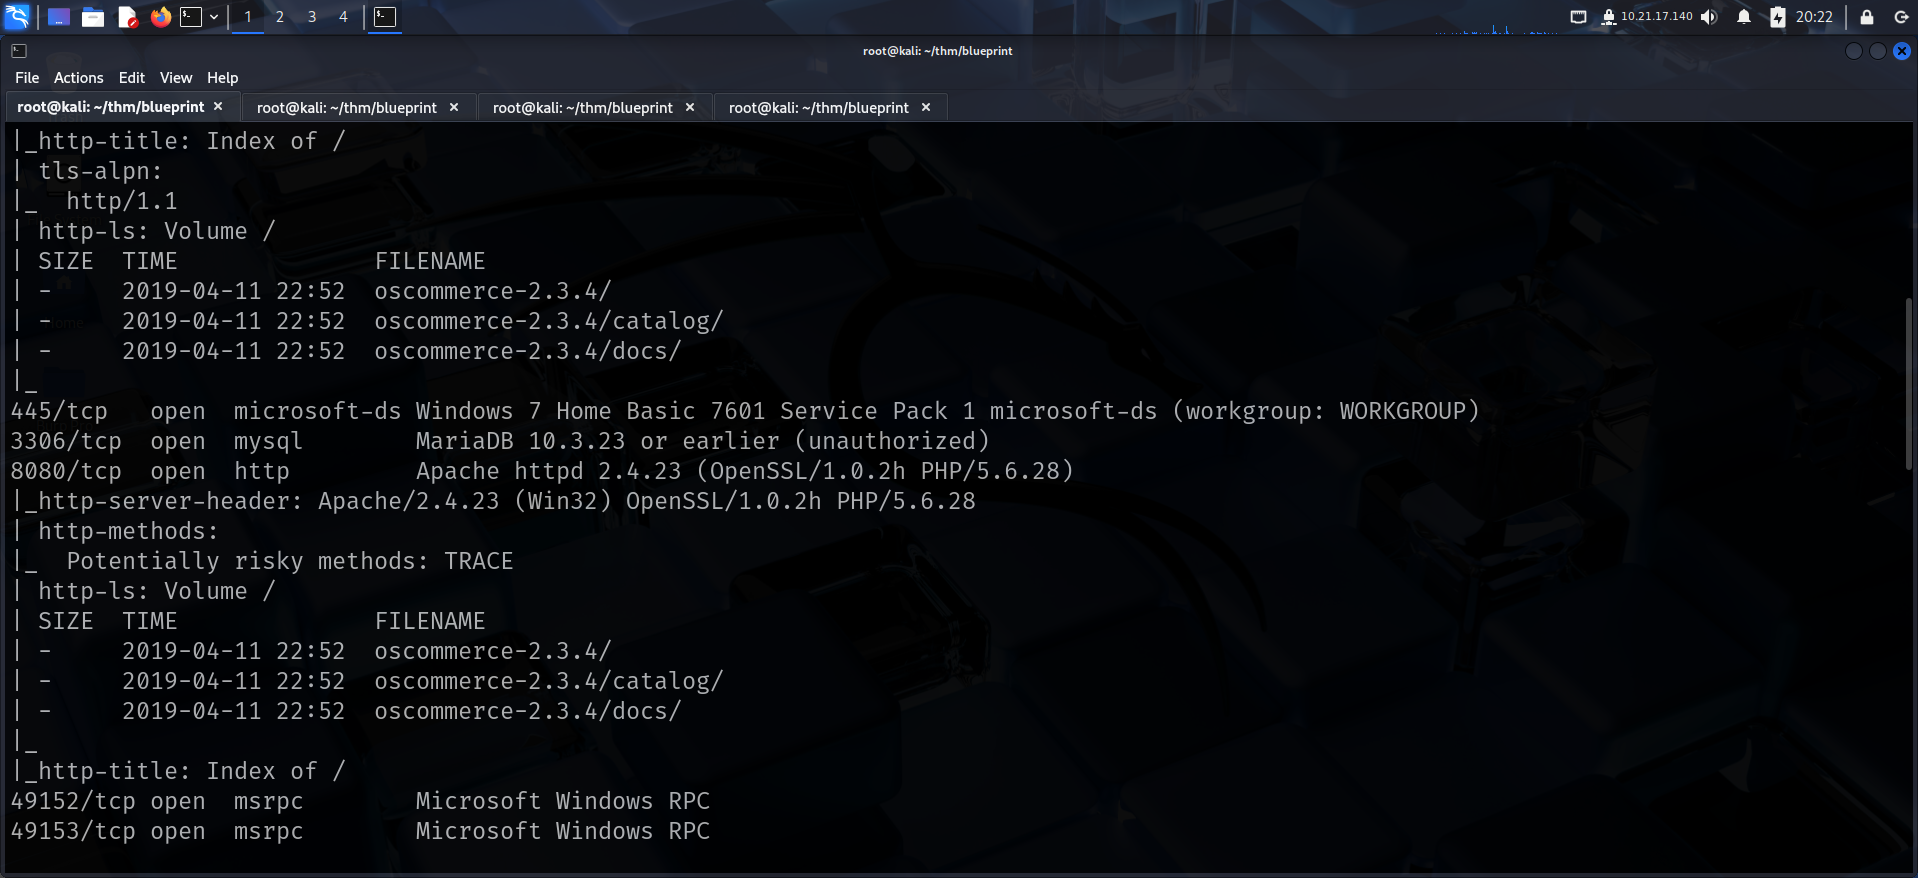 1 2 3 4 10.21.17.140 20:22
root@kali: ~/thm/blueprint
File Actions Edit View Help
root@kali: ~/thm/blueprint × root@kali: ~/thm/blueprint × root@kali: ~/thm/blueprint × root@kali: ~/thm/blueprint ×
|_http-title: Index of /
| tls-alpn:
|_  http/1.1
| http-ls: Volume /
| SIZE  TIME              FILENAME
| -     2019-04-11 22:52  oscommerce-2.3.4/
| -     2019-04-11 22:52  oscommerce-2.3.4/catalog/
| -     2019-04-11 22:52  oscommerce-2.3.4/docs/
|_
445/tcp   open  microsoft-ds Windows 7 Home Basic 7601 Service Pack 1 microsoft-ds (workgroup: WORKGROUP)
3306/tcp  open  mysql        MariaDB 10.3.23 or earlier (unauthorized)
8080/tcp  open  http         Apache httpd 2.4.23 (OpenSSL/1.0.2h PHP/5.6.28)
|_http-server-header: Apache/2.4.23 (Win32) OpenSSL/1.0.2h PHP/5.6.28
| http-methods:
|_  Potentially risky methods: TRACE
| http-ls: Volume /
| SIZE  TIME              FILENAME
| -     2019-04-11 22:52  oscommerce-2.3.4/
| -     2019-04-11 22:52  oscommerce-2.3.4/catalog/
| -     2019-04-11 22:52  oscommerce-2.3.4/docs/
|_
|_http-title: Index of /
49152/tcp open  msrpc        Microsoft Windows RPC
49153/tcp open  msrpc        Microsoft Windows RPC